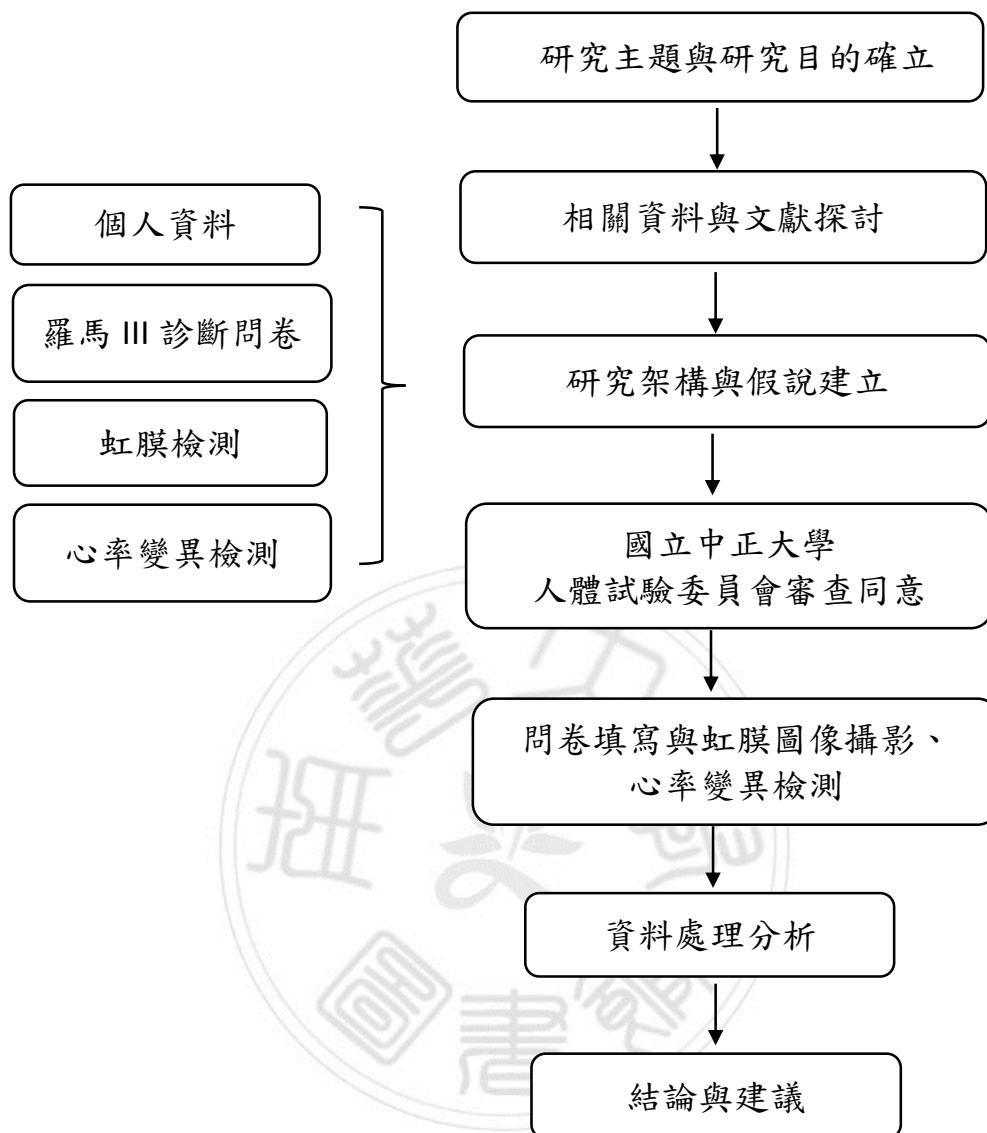 研究主題與研究目的確立
相關資料與文獻探討
個人資料
羅馬 III 診斷問卷
虹膜檢測
心率變異檢測
研究架構與假說建立
國立中正大學
人體試驗委員會審查同意
問卷填寫與虹膜圖像攝影、
心率變異檢測
資料處理分析
結論與建議